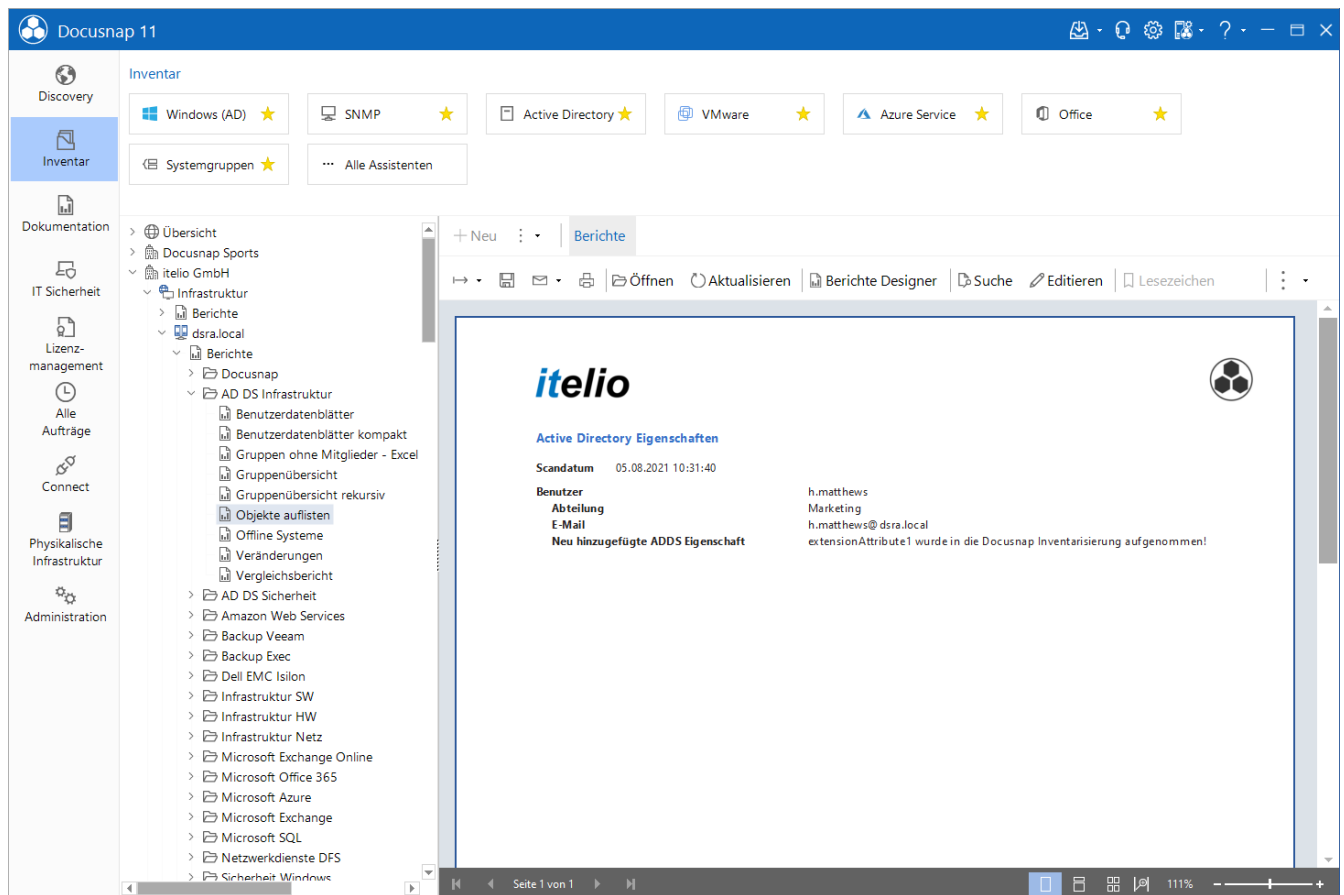 Docusnap 11
Discovery
Inventar
Dokumentation
IT Sicherheit
Lizenz-
management
Alle
Aufträge
Connect
Physikalische
Infrastruktur
Administration
Inventar
Windows (AD)
SNMP
Active Directory
VMware
Azure Service
Office
Systemgruppen
Alle Assistenten
Übersicht
Docusnap Sports
itelio GmbH
Infrastruktur
Berichte
dsra.local
Berichte
Docusnap
AD DS Infrastruktur
Benutzerdatenblätter
Benutzerdatenblätter kompakt
Gruppen ohne Mitglieder - Excel
Gruppenübersicht
Gruppenübersicht rekursiv
Objekte auflisten
Offline Systeme
Veränderungen
Vergleichsbericht
AD DS Sicherheit
Amazon Web Services
Backup Veeam
Backup Exec
Dell EMC Isilon
Infrastruktur SW
Infrastruktur HW
Infrastruktur Netz
Microsoft Exchange Online
Microsoft Office 365
Microsoft Azure
Microsoft Exchange
Microsoft SQL
Netzwerkdienste DFS
Sicherheit Windows
Neu
Berichte
Öffnen Aktualisieren Berichte Designer Suche Editieren Lesezeichen
itelio
Active Directory Eigenschaften
Scandatum 05.08.2021 10:31:40
Benutzer h.matthews
Abteilung Marketing
E-Mail h.matthews@dsra.local
Neu hinzugefügte ADDS Eigenschaft extensionAttribute1 wurde in die Docusnap Inventarisierung aufgenommen!
Seite 1 von 1
111%